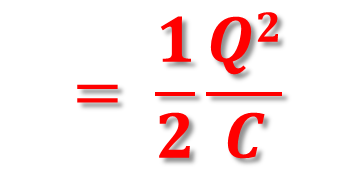 = 1/2 Q²/C